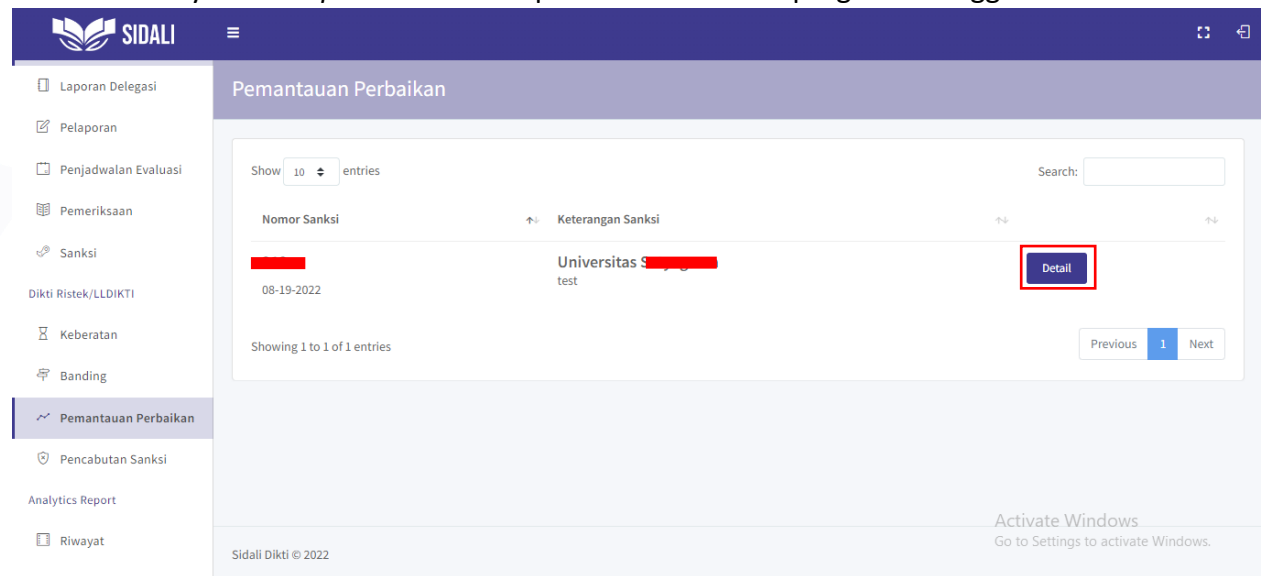 SIDALI
Laporan Delegasi
Pelaporan
Penjadwalan Evaluasi
Pemeriksaan
Sanksi
Dikti Ristek/LLDIKTI
Keberatan
Banding
Pemantauan Perbaikan
Pencabutan Sanksi
Analytics Report
Riwayat
Pemantauan Perbaikan
Show 10 entries
Search:
Nomor Sanksi
Keterangan Sanksi
Universitas
test
Detail
08-19-2022
Showing 1 to 1 of 1 entries
Previous 1 Next
Activate Windows
Go to Settings to activate Windows.
Sidali Dikti © 2022